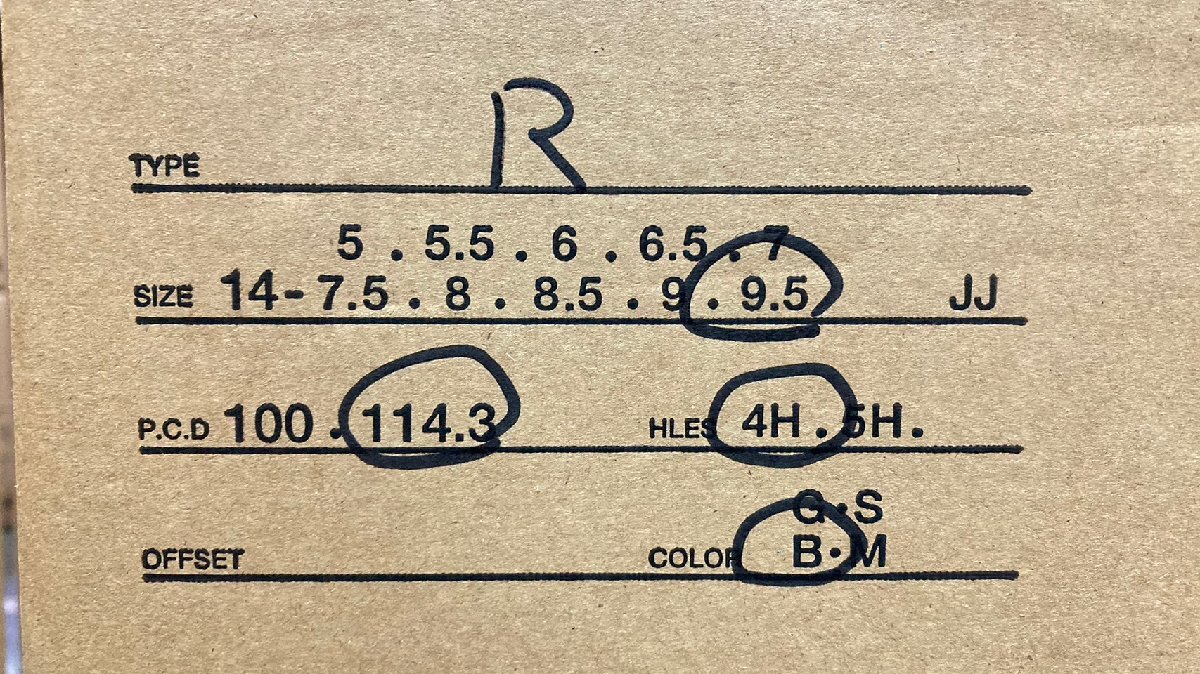 TYPE R
5 . 5.5 . 6 . 6.5 . 7
SIZE 14- 7.5 . 8 . 8.5 . 9 . 9.5 JJ
P.C.D 100 . 114.3 HLES 4H . 5H.
G·S
OFFSET COLOR B·M